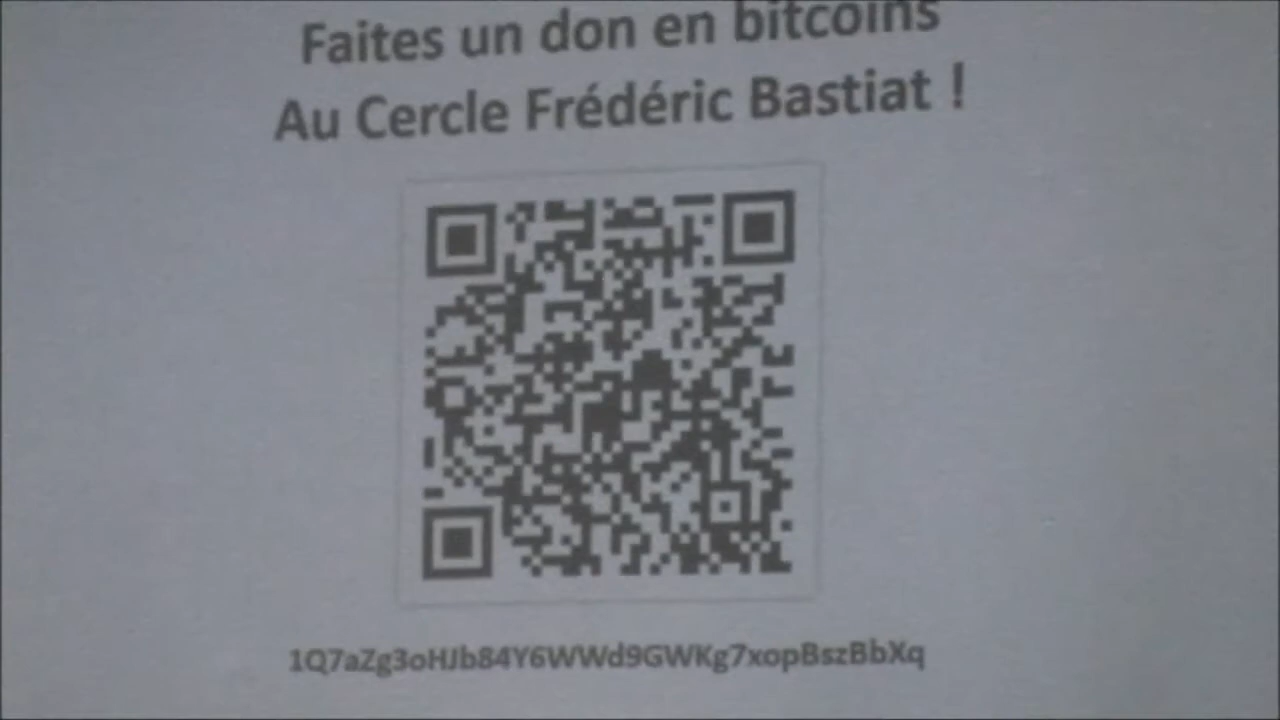 Faites un don en bitcoins
Au Cercle Frédéric Bastiat !
1Q7aZg3oHJb84Y6WWd9GWKg7xopBszBbXq